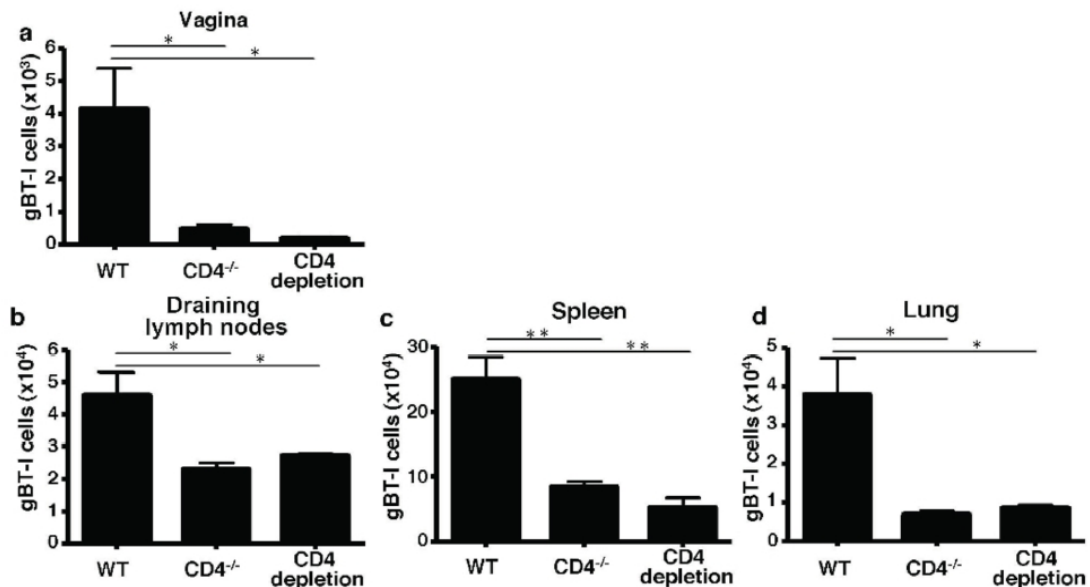 a
Vagina
*
*
gBT-I cells (x10³)
6
5
4
3
2
1
0
WT
CD4⁻/⁻
CD4
depletion
b
Draining
lymph nodes
*
*
gBT-I cells (x10⁴)
6
5
4
3
2
1
0
WT
CD4⁻/⁻
CD4
depletion
c
Spleen
**
**
gBT-I cells (x10⁴)
30
20
10
0
WT
CD4⁻/⁻
CD4
depletion
d
Lung
*
*
gBT-I cells (x10⁴)
5
4
3
2
1
0
WT
CD4⁻/⁻
CD4
depletion